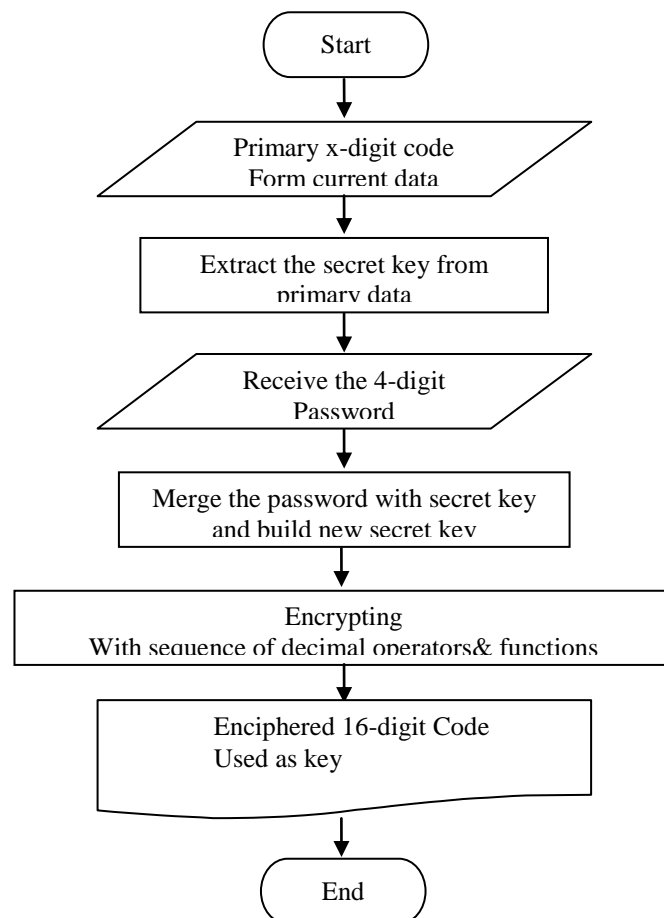 Start
Primary x-digit code
Form current data
Extract the secret key from
primary data
Receive the 4-digit
Password
Merge the password with secret key
and build new secret key
Encrypting
With sequence of decimal operators& functions
Enciphered 16-digit Code
Used as key
End